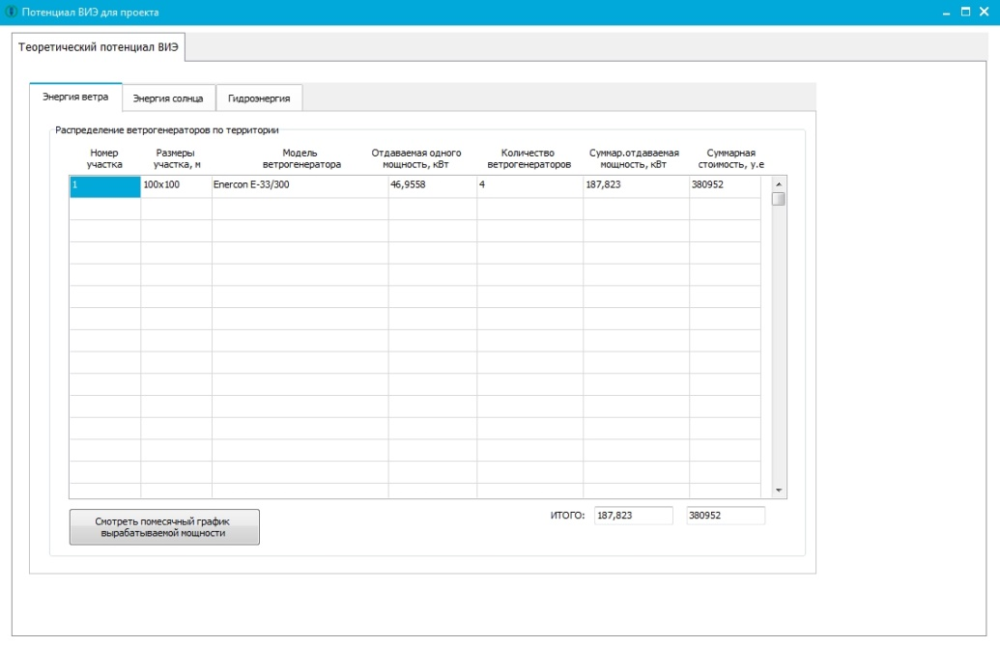 Потенциал ВИЭ для проекта
Теоретический потенциал ВИЭ
Энергия ветра Энергия солнца Гидроэнергия
Распределение ветрогенераторов по территории
Номер участка Размеры участка, м Модель ветрогенератора Отдаваемая одного мощность, кВт Количество ветрогенераторов Суммар.отдаваемая мощность, кВт Суммарная стоимость, у.е
1 100x100 Enercon E-33/300 46,9558 4 187,823 380952
ИТОГО: 187,823 380952
Смотреть помесячный график
вырабатываемой мощности